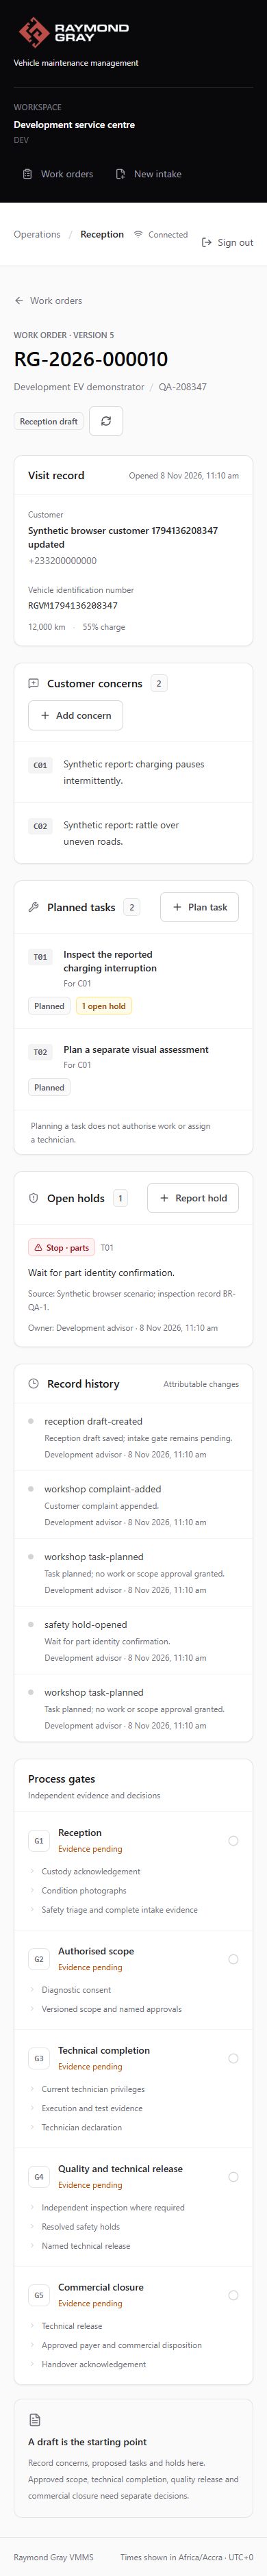 RAYMOND
GRAY
Vehicle maintenance management
WORKSPACE
Development service centre
DEV
Work orders
New intake
Operations / Reception
Connected
Sign out
Work orders
WORK ORDER · VERSION 5
RG-2026-000010
Development EV demonstrator / QA-208347
Reception draft
Visit record
Opened 8 Nov 2026, 11:10 am
Customer
Synthetic browser customer 1794136208347
updated
+233200000000
Vehicle identification number
RGVM1794136208347
12,000 km · 55% charge
Customer concerns 2
+ Add concern
C01 Synthetic report: charging pauses
intermittently.
C02 Synthetic report: rattle over
uneven roads.
Planned tasks 2
+ Plan task
T01 Inspect the reported
charging interruption
For C01
Planned 1 open hold
T02 Plan a separate visual assessment
For C01
Planned
Planning a task does not authorise work or assign
a technician.
Open holds 1
+ Report hold
Stop · parts T01
Wait for part identity confirmation.
Source: Synthetic browser scenario; inspection record BR-
QA-1.
Owner: Development advisor · 8 Nov 2026, 11:10 am
Record history
Attributable changes
reception draft-created
Reception draft saved; intake gate remains pending.
Development advisor · 8 Nov 2026, 11:10 am
workshop complaint-added
Customer complaint appended.
Development advisor · 8 Nov 2026, 11:10 am
workshop task-planned
Task planned; no work or scope approval granted.
Development advisor · 8 Nov 2026, 11:10 am
safety hold-opened
Wait for part identity confirmation.
Development advisor · 8 Nov 2026, 11:10 am
workshop task-planned
Task planned; no work or scope approval granted.
Development advisor · 8 Nov 2026, 11:10 am
Process gates
Independent evidence and decisions
G1 Reception
Evidence pending
Custody acknowledgement
Condition photographs
Safety triage and complete intake evidence
G2 Authorised scope
Evidence pending
Diagnostic consent
Versioned scope and named approvals
G3 Technical completion
Evidence pending
Current technician privileges
Execution and test evidence
Technician declaration
G4 Quality and technical release
Evidence pending
Independent inspection where required
Resolved safety holds
Named technical release
G5 Commercial closure
Evidence pending
Technical release
Approved payer and commercial disposition
Handover acknowledgement
A draft is the starting point
Record concerns, proposed tasks and holds here.
Approved scope, technical completion, quality release and
commercial closure need separate decisions.
Raymond Gray VMMS
Times shown in Africa/Accra · UTC+0